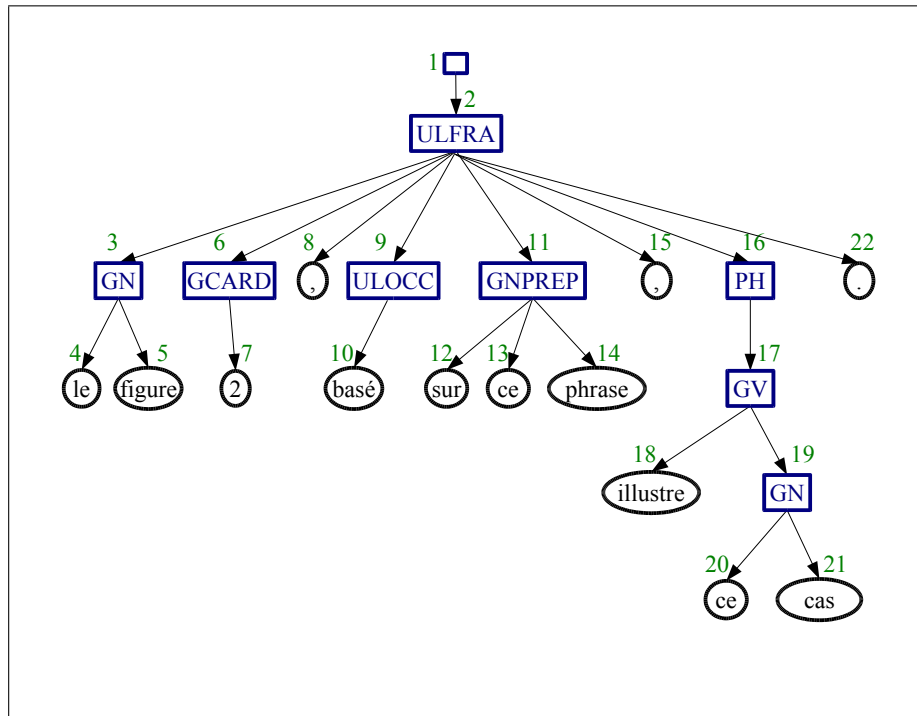 1
2
ULFRA
3 6 8 9 11 15 16 22
GN GCARD , ULOCC GNPREP , PH .
4 5 7 10 12 13 14 17
le figure 2 basé sur ce phrase GV
18 19
illustre GN
20 21
ce cas